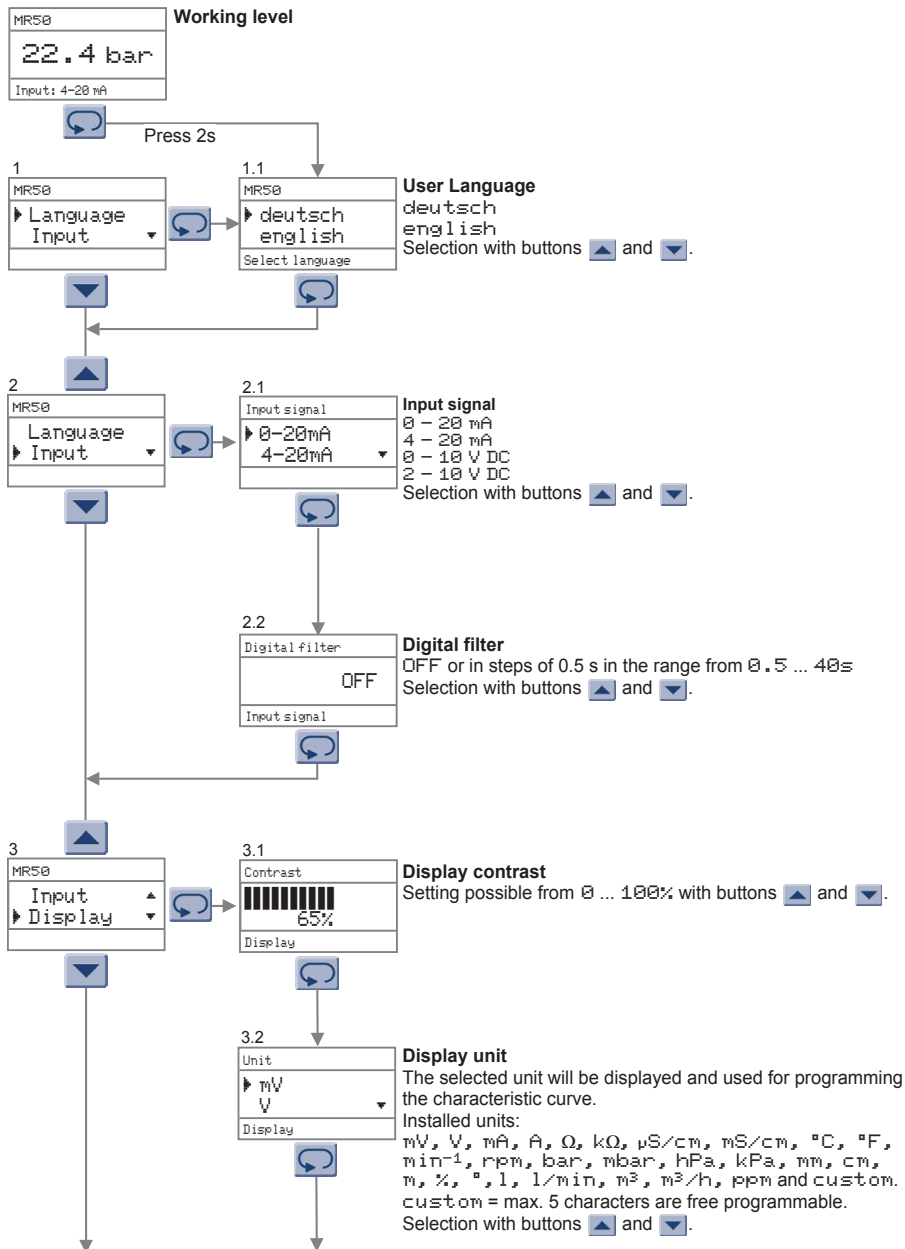 MR50
Working level
22.4 bar
Input: 4-20 mA
Press 2s
1
MR50
Language
Input
1.1
MR50
deutsch
english
Select language
User Language
deutsch
english
Selection with buttons ▲ and ▼.
2
MR50
Language
Input
2.1
Input signal
0-20mA
4-20mA
Input signal
0 – 20 mA
4 – 20 mA
0 – 10 V DC
2 – 10 V DC
Selection with buttons ▲ and ▼.
2.2
Digital filter
OFF
Input signal
Digital filter
OFF or in steps of 0.5 s in the range from 0.5 ... 40s
Selection with buttons ▲ and ▼.
3
MR50
Input
Display
3.1
Contrast
65%
Display
Display contrast
Setting possible from 0 ... 100% with buttons ▲ and ▼.
3.2
Unit
mV
V
Display
Display unit
The selected unit will be displayed and used for programming
the characteristic curve.
Installed units:
mV, V, mA, A, Ω, kΩ, µS/cm, mS/cm, °C, °F,
min⁻¹, rpm, bar, mbar, hPa, kPa, mm, cm,
m, %, °, l, l/min, m³, m³/h, ppm and custom.
custom = max. 5 characters are free programmable.
Selection with buttons ▲ and ▼.